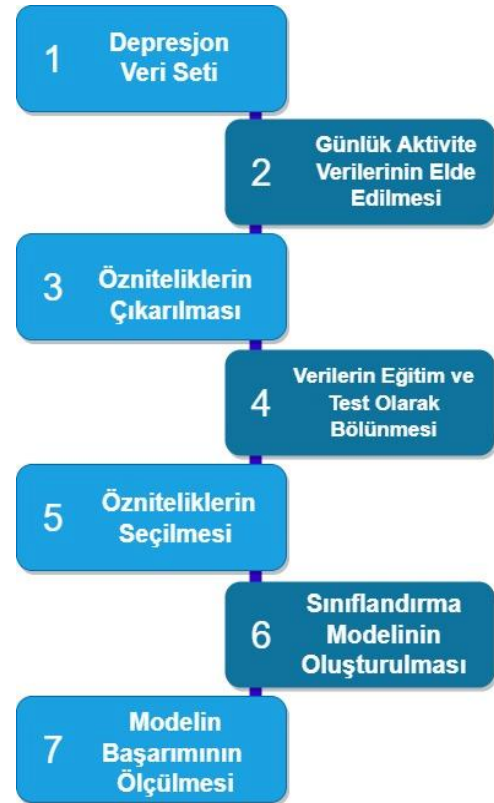 1
Depresjon
Veri Seti
2
Günlük Aktivite
Verilerinin Elde
Edilmesi
3
Özniteliklerin
Çıkarılması
4
Verilerin Eğitim ve
Test Olarak
Bölünmesi
5
Özniteliklerin
Seçilmesi
6
Sınıflandırma
Modelinin
Oluşturulması
7
Modelin
Başarımının
Ölçülmesi